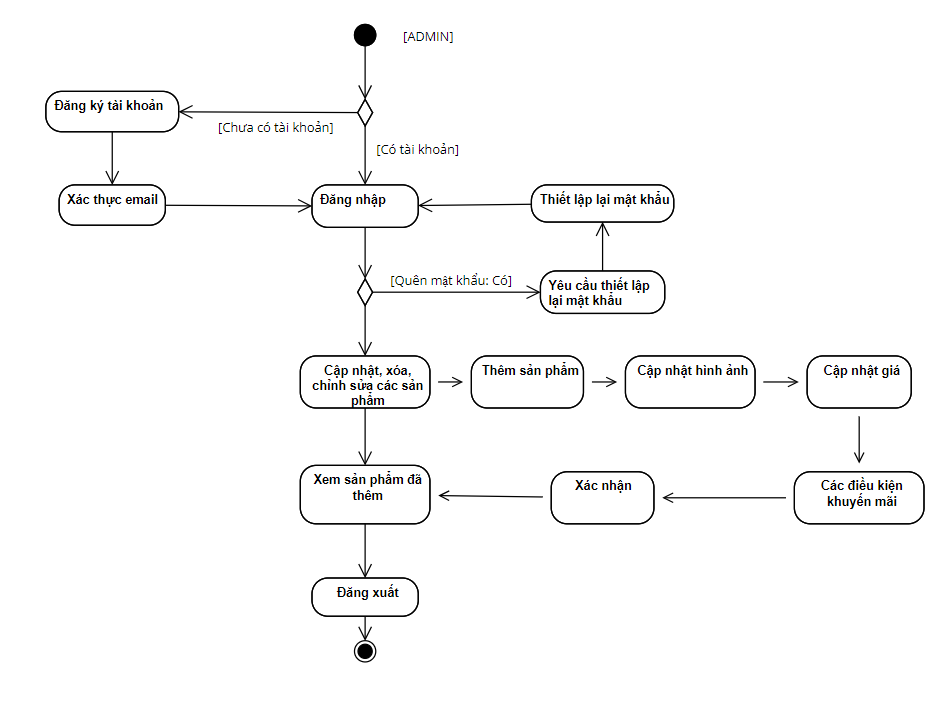 [ADMIN]
Đăng ký tài khoản
[Chưa có tài khoản]
[Có tài khoản]
Xác thực email
Đăng nhập
Thiết lập lại mật khẩu
[Quên mật khẩu: Có]
Yêu cầu thiết lập
lại mật khẩu
Cập nhật, xóa,
chỉnh sửa các sản
phẩm
Thêm sản phẩm
Cập nhật hình ảnh
Cập nhật giá
Xem sản phẩm đã
thêm
Xác nhận
Các điều kiện
khuyến mãi
Đăng xuất